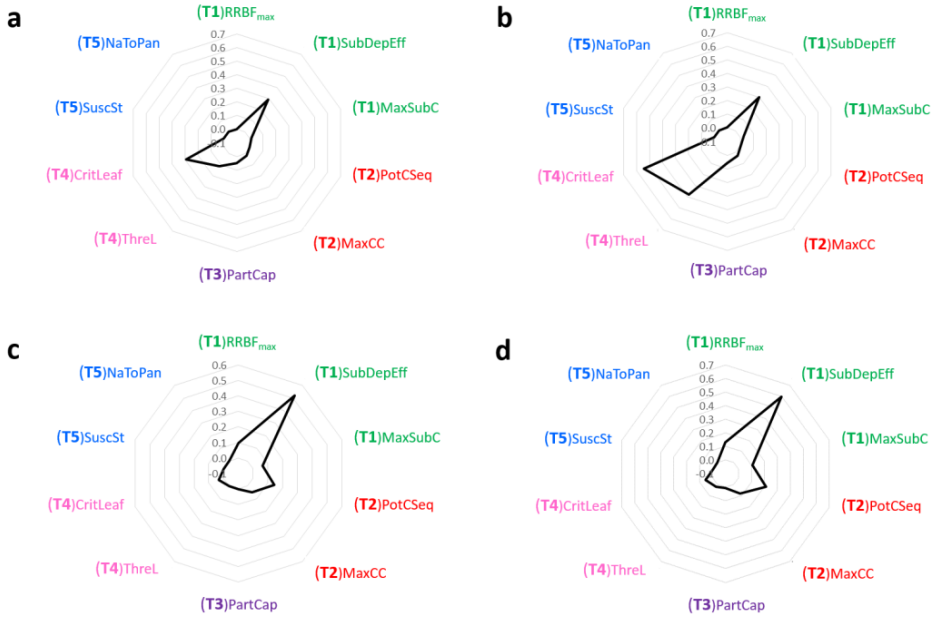 a
(T1)RRBFmax
(T5)NaToPan
(T1)SubDepEff
(T5)SuscSt
(T1)MaxSubC
(T4)CritLeaf
(T2)PotCSeq
(T4)ThreL
(T2)MaxCC
(T3)PartCap
0.7
0.6
0.5
0.4
0.3
0.2
0.1
0.0
-0.1
b
(T1)RRBFmax
(T5)NaToPan
(T1)SubDepEff
(T5)SuscSt
(T1)MaxSubC
(T4)CritLeaf
(T2)PotCSeq
(T4)ThreL
(T2)MaxCC
(T3)PartCap
0.7
0.6
0.5
0.4
0.3
0.2
0.1
0.0
-0.1
c
(T1)RRBFmax
(T5)NaToPan
(T1)SubDepEff
(T5)SuscSt
(T1)MaxSubC
(T4)CritLeaf
(T2)PotCSeq
(T4)ThreL
(T2)MaxCC
(T3)PartCap
0.6
0.5
0.4
0.3
0.2
0.1
0.0
-0.1
d
(T1)RRBFmax
(T5)NaToPan
(T1)SubDepEff
(T5)SuscSt
(T1)MaxSubC
(T4)CritLeaf
(T2)PotCSeq
(T4)ThreL
(T2)MaxCC
(T3)PartCap
0.7
0.6
0.5
0.4
0.3
0.2
0.1
0.0
-0.1